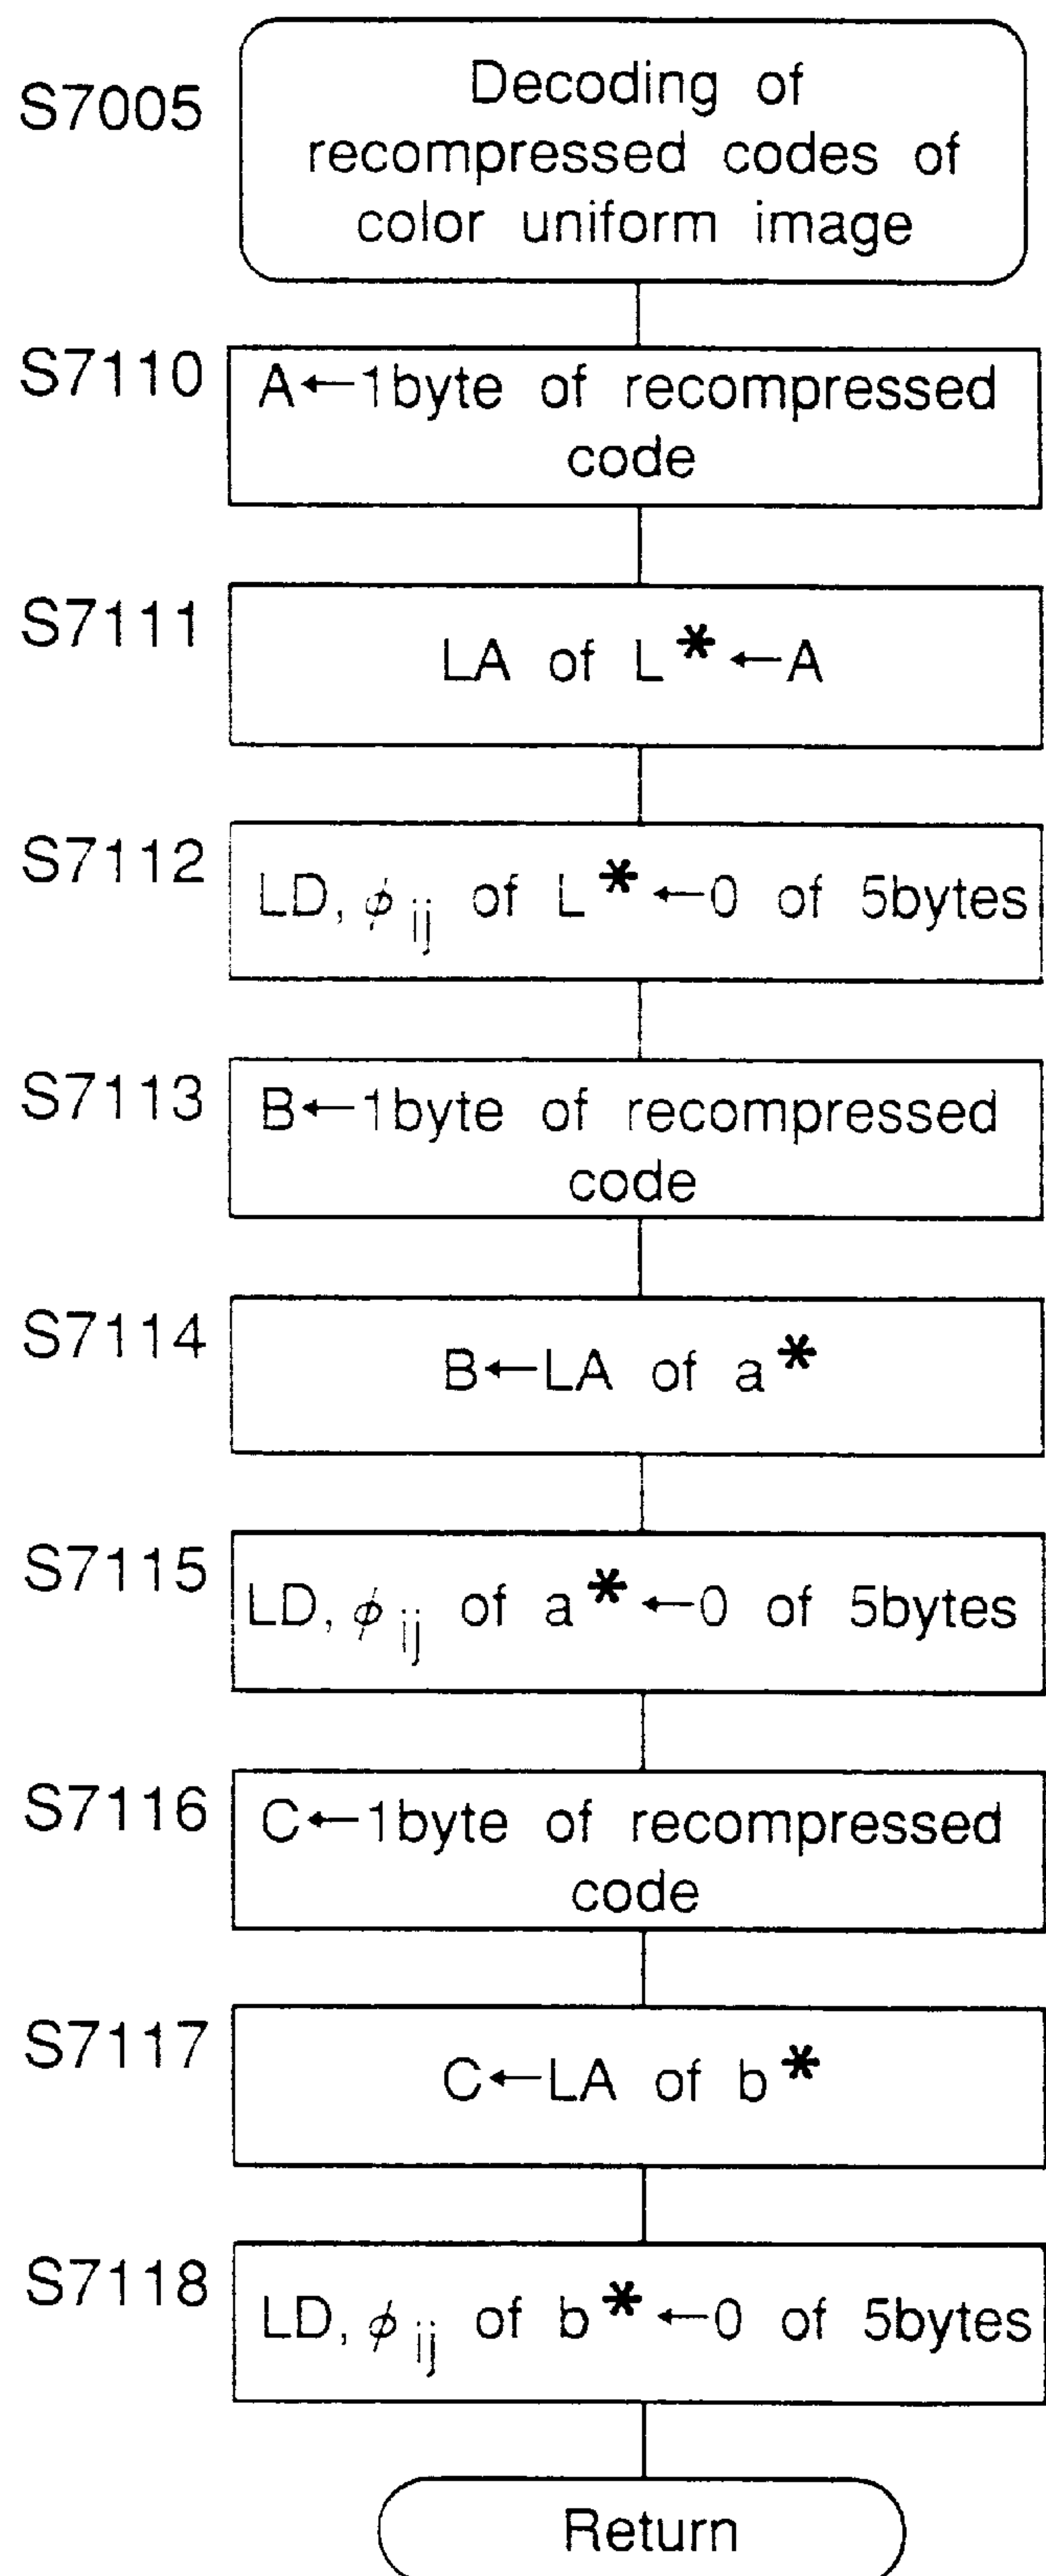 S7005
Decoding of
recompressed codes of
color uniform image
S7110
A←1byte of recompressed
code
S7111
LA of L*←A
S7112
LD, ϕij of L*←0 of 5bytes
S7113
B←1byte of recompressed
code
S7114
B←LA of a*
S7115
LD, ϕij of a*←0 of 5bytes
S7116
C←1byte of recompressed
code
S7117
C←LA of b*
S7118
LD, ϕij of b*←0 of 5bytes
Return